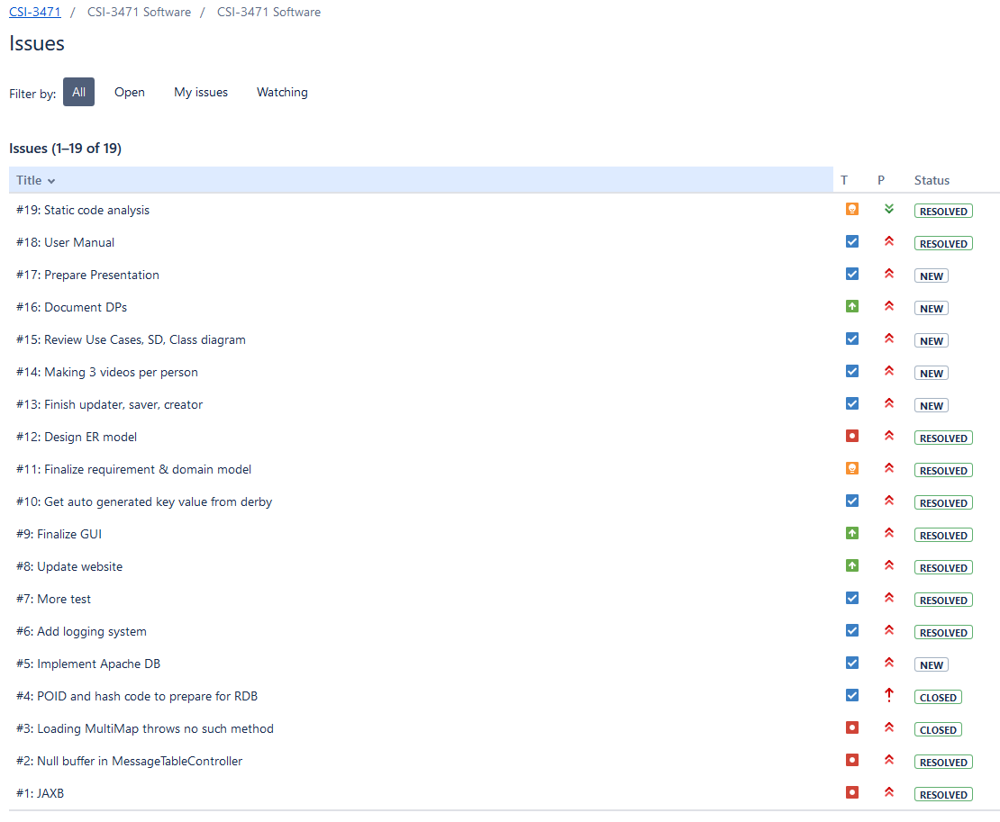 CSI-3471 / CSI-3471 Software / CSI-3471 Software
Issues
Filter by: All Open My issues Watching
Issues (1–19 of 19)
Title T P Status
#19: Static code analysis RESOLVED
#18: User Manual RESOLVED
#17: Prepare Presentation NEW
#16: Document DPs NEW
#15: Review Use Cases, SD, Class diagram NEW
#14: Making 3 videos per person NEW
#13: Finish updater, saver, creator NEW
#12: Design ER model RESOLVED
#11: Finalize requirement & domain model RESOLVED
#10: Get auto generated key value from derby RESOLVED
#9: Finalize GUI RESOLVED
#8: Update website RESOLVED
#7: More test RESOLVED
#6: Add logging system RESOLVED
#5: Implement Apache DB NEW
#4: POID and hash code to prepare for RDB CLOSED
#3: Loading MultiMap throws no such method CLOSED
#2: Null buffer in MessageTableController RESOLVED
#1: JAXB RESOLVED